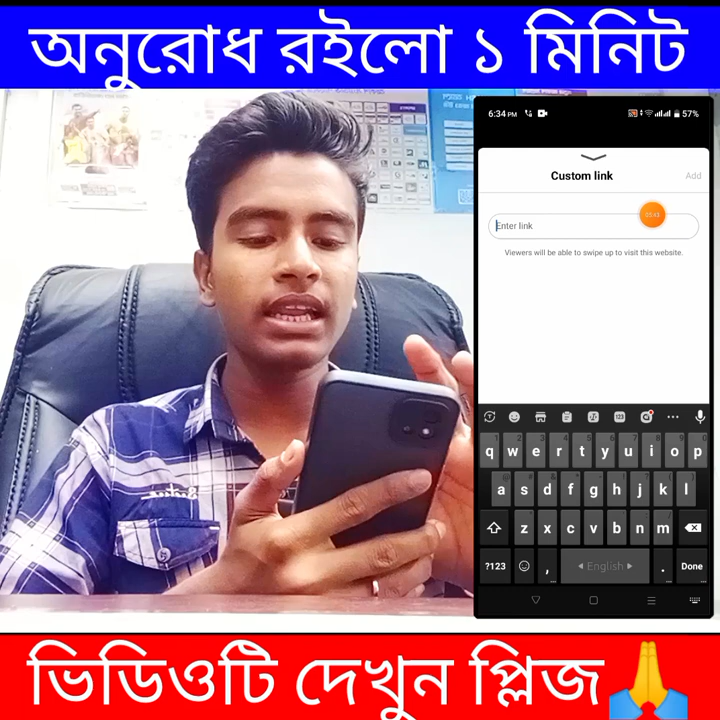 অনুরোধ রইলো ১ মিনিট
6:34 PM 57%
Custom link
Add
Enter link
Viewers will be able to swipe up to visit this website.
q w e r t y u i o p
a s d f g h j k l
z x c v b n m
?123 , English . Done
ভিডিওটি দেখুন প্লিজ🙏